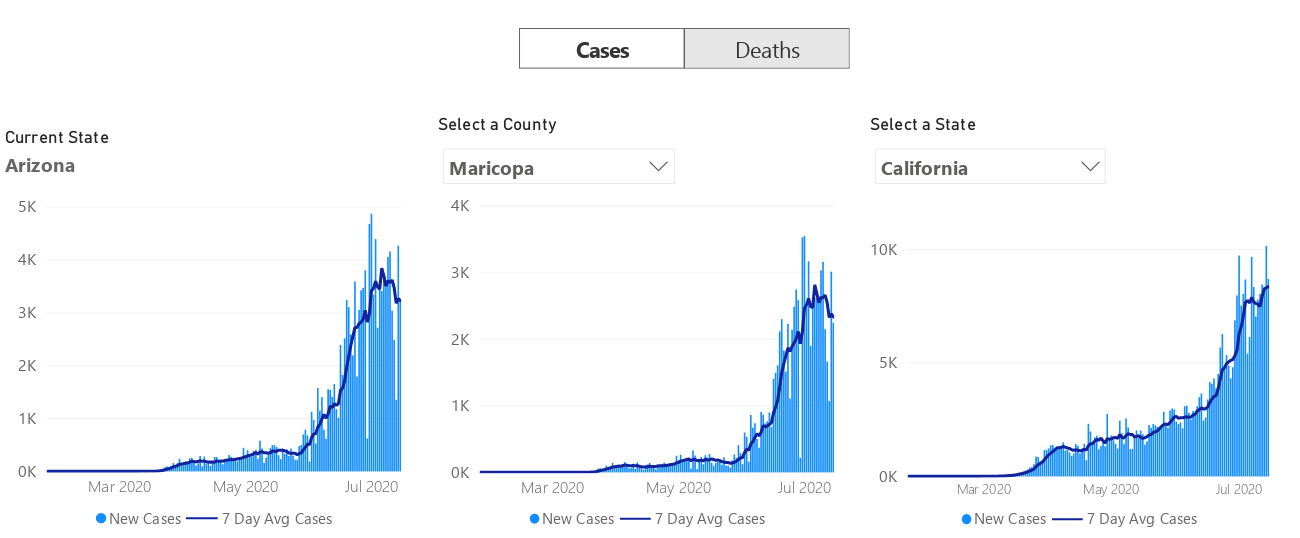 Cases Deaths
Current State
Arizona
5K
4K
3K
2K
1K
0K
Mar 2020 May 2020 Jul 2020
New Cases 7 Day Avg Cases
Select a County
Maricopa
4K
3K
2K
1K
0K
Mar 2020 May 2020 Jul 2020
New Cases 7 Day Avg Cases
Select a State
California
10K
5K
0K
Mar 2020 May 2020 Jul 2020
New Cases 7 Day Avg Cases